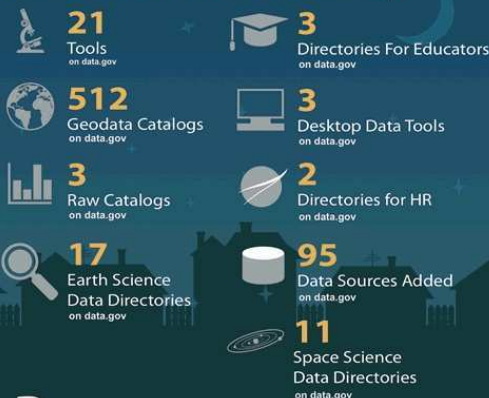 21
Tools
on data.gov
3
Directories For Educators
on data.gov
512
Geodata Catalogs
on data.gov
3
Desktop Data Tools
on data.gov
3
Raw Catalogs
on data.gov
2
Directories for HR
on data.gov
17
Earth Science
Data Directories
on data.gov
95
Data Sources Added
on data.gov
11
Space Science
Data Directories
on data.gov